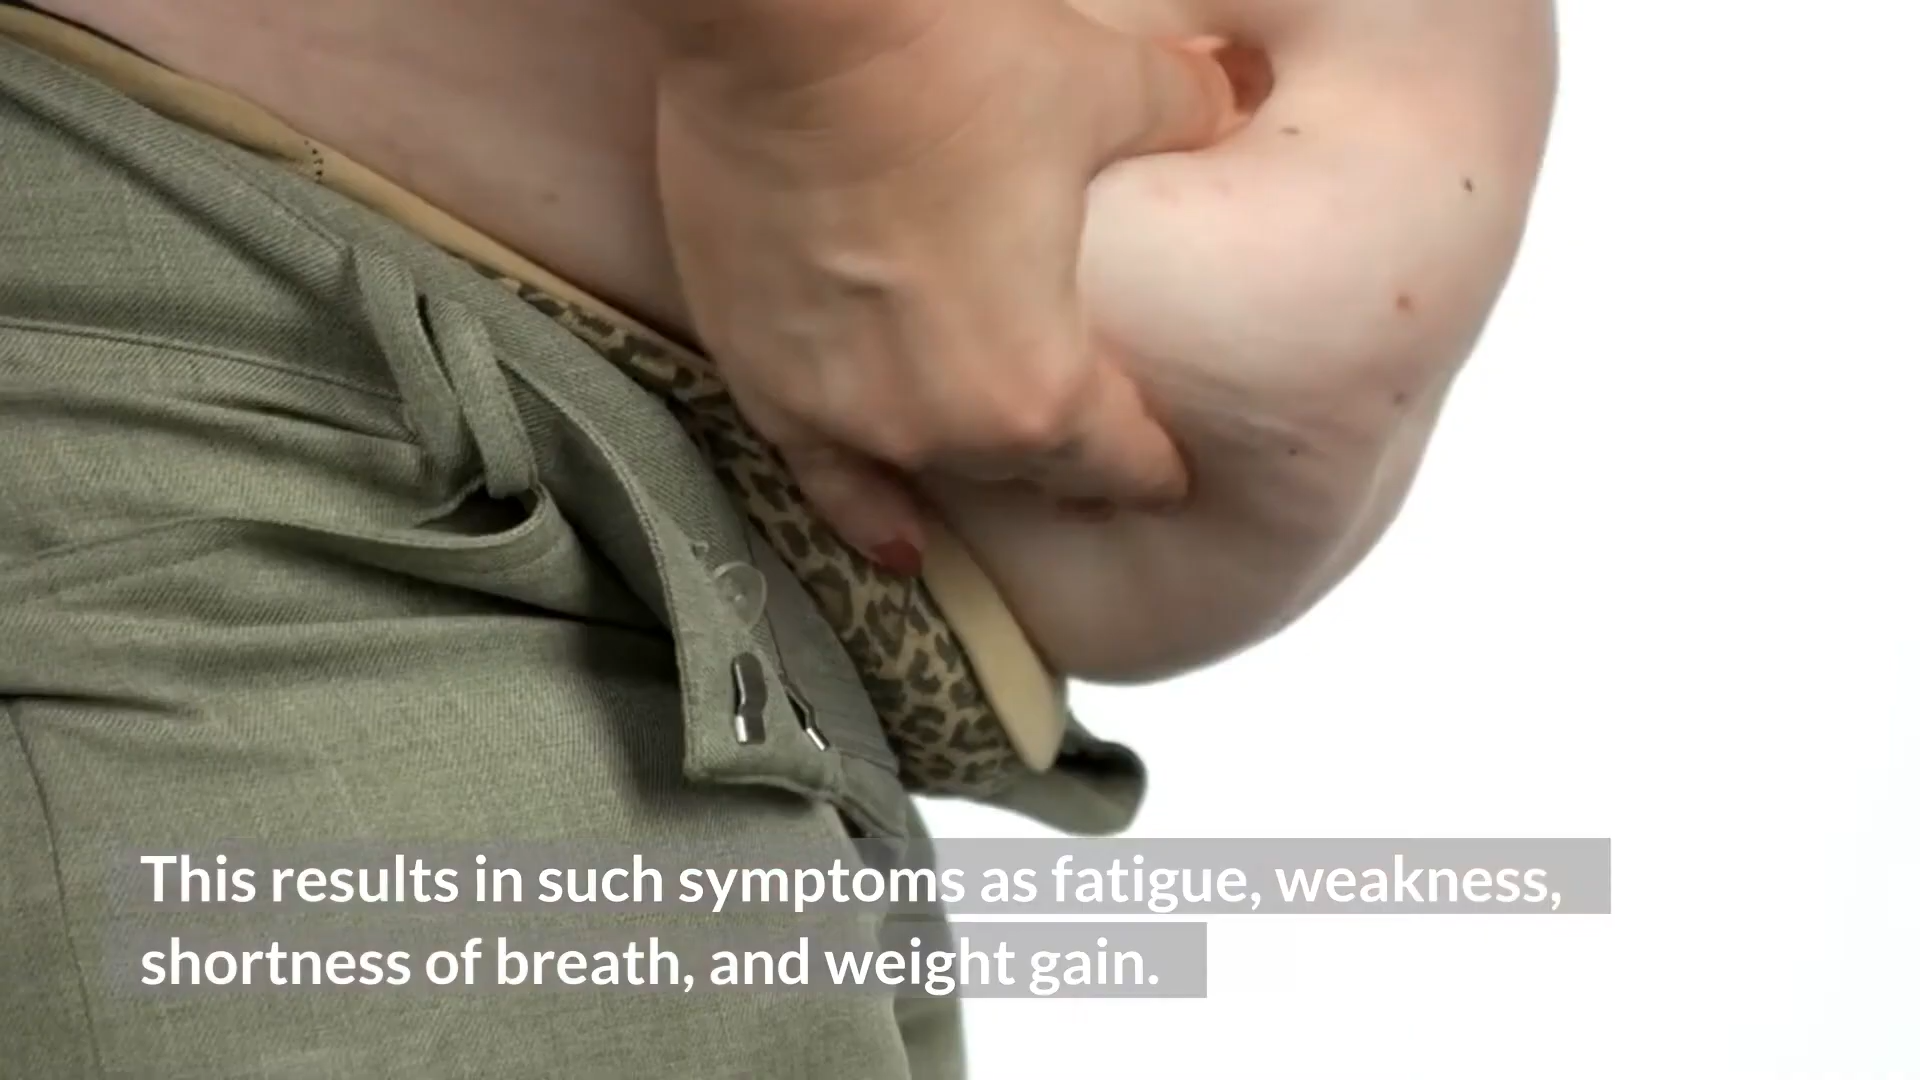 This results in such symptoms as fatigue, weakness,
shortness of breath, and weight gain.